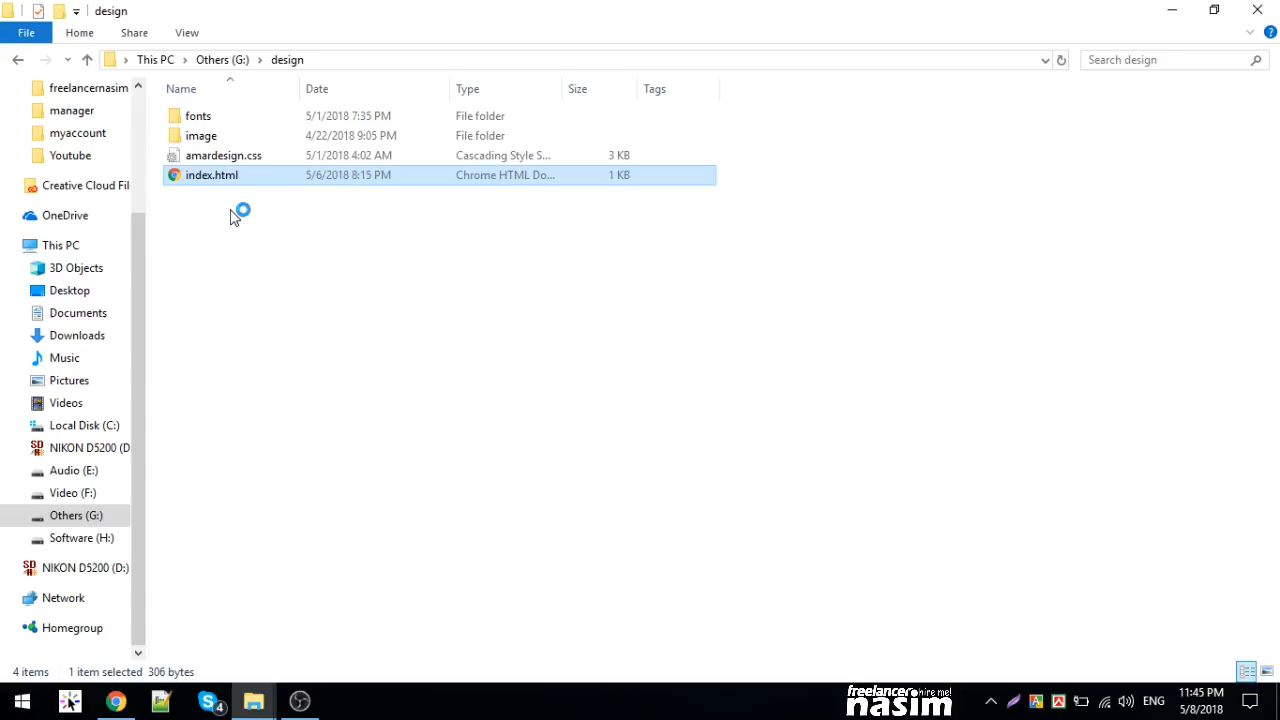 design
File
Home
Share
View
This PC
Others (G:)
design
Search design
Name
Date
Type
Size
Tags
fonts
5/1/2018 7:35 PM
File folder
image
4/22/2018 9:05 PM
File folder
amardesign.css
5/1/2018 4:02 AM
Cascading Style S...
3 KB
index.html
5/6/2018 8:15 PM
Chrome HTML Do...
1 KB
freelancernasim
manager
myaccount
Youtube
Creative Cloud Fil
OneDrive
This PC
3D Objects
Desktop
Documents
Downloads
Music
Pictures
Videos
Local Disk (C:)
NIKON D5200 (D
Audio (E:)
Video (F:)
Others (G:)
Software (H:)
NIKON D5200 (D:)
Network
Homegroup
4 items
1 item selected
306 bytes
4
freelancer hire me!
nasim
ENG
11:45 PM
5/8/2018